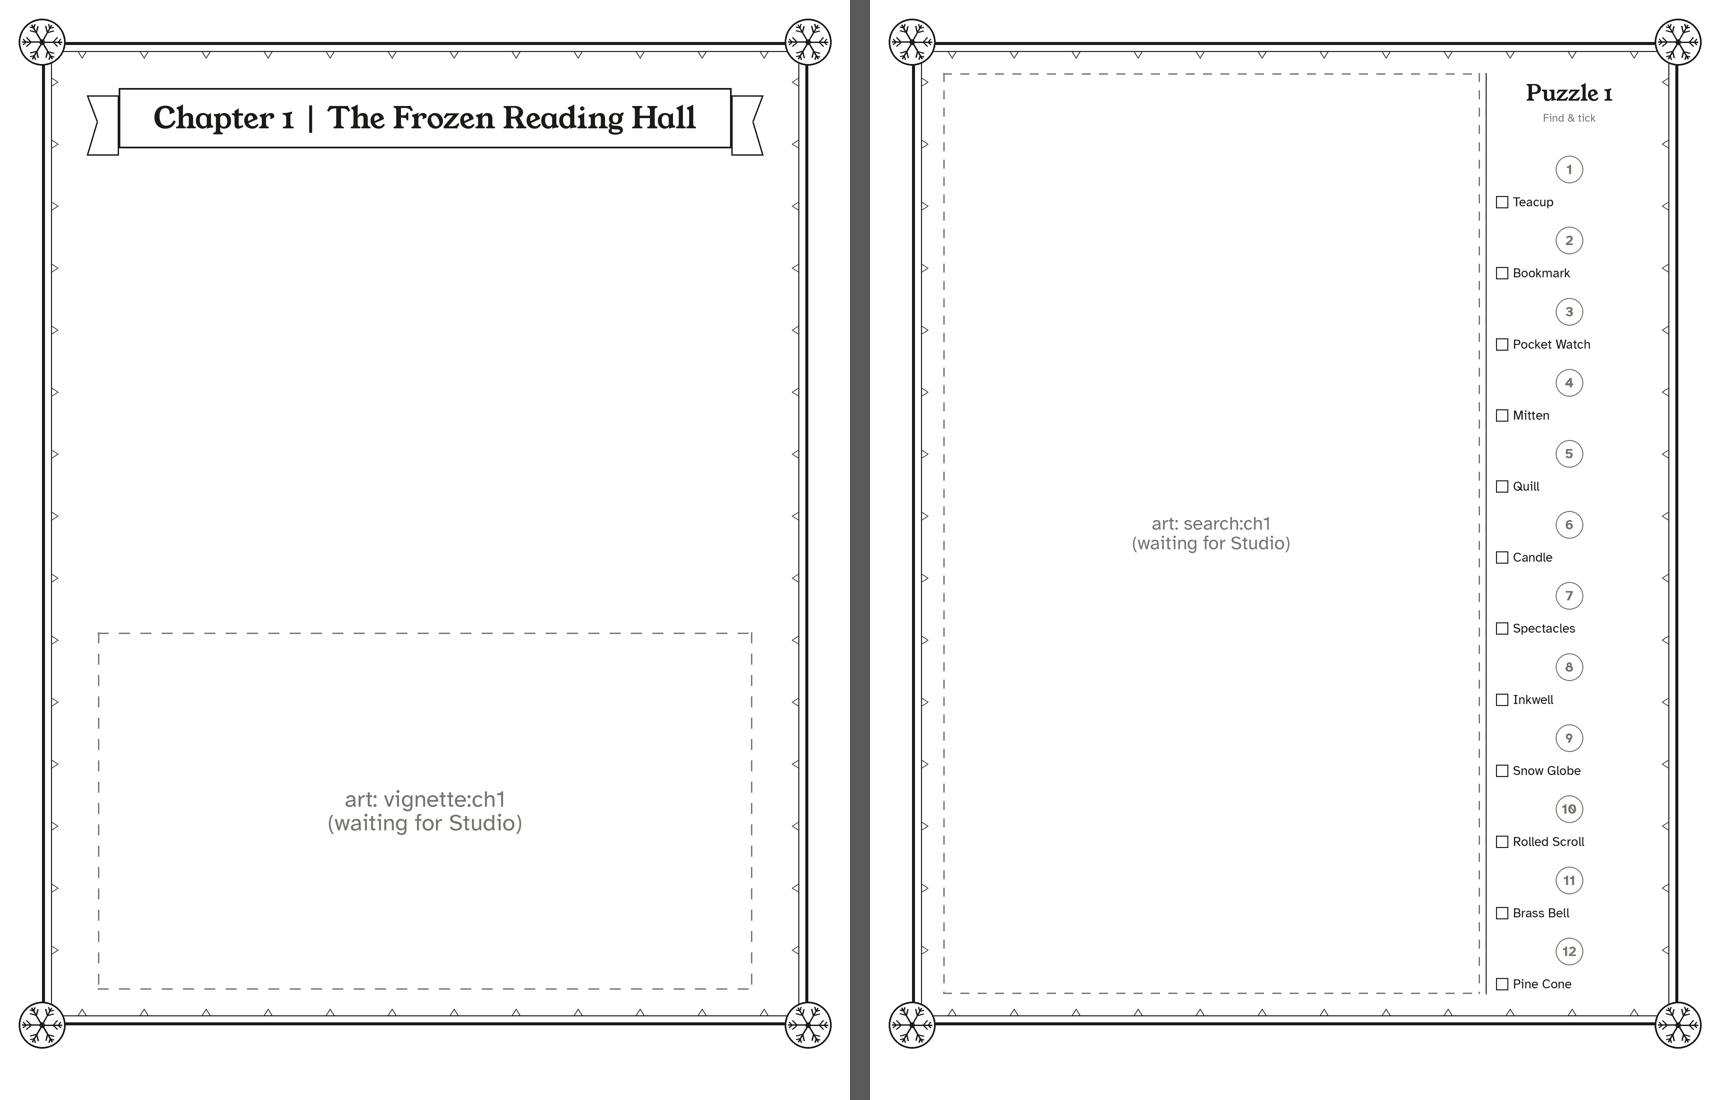 Chapter 1 | The Frozen Reading Hall
art: vignette:ch1
(waiting for Studio)
art: search:ch1
(waiting for Studio)
Puzzle 1
Find & tick
1
Teacup
2
Bookmark
3
Pocket Watch
4
Mitten
5
Quill
6
Candle
7
Spectacles
8
Inkwell
9
Snow Globe
10
Rolled Scroll
11
Brass Bell
12
Pine Cone